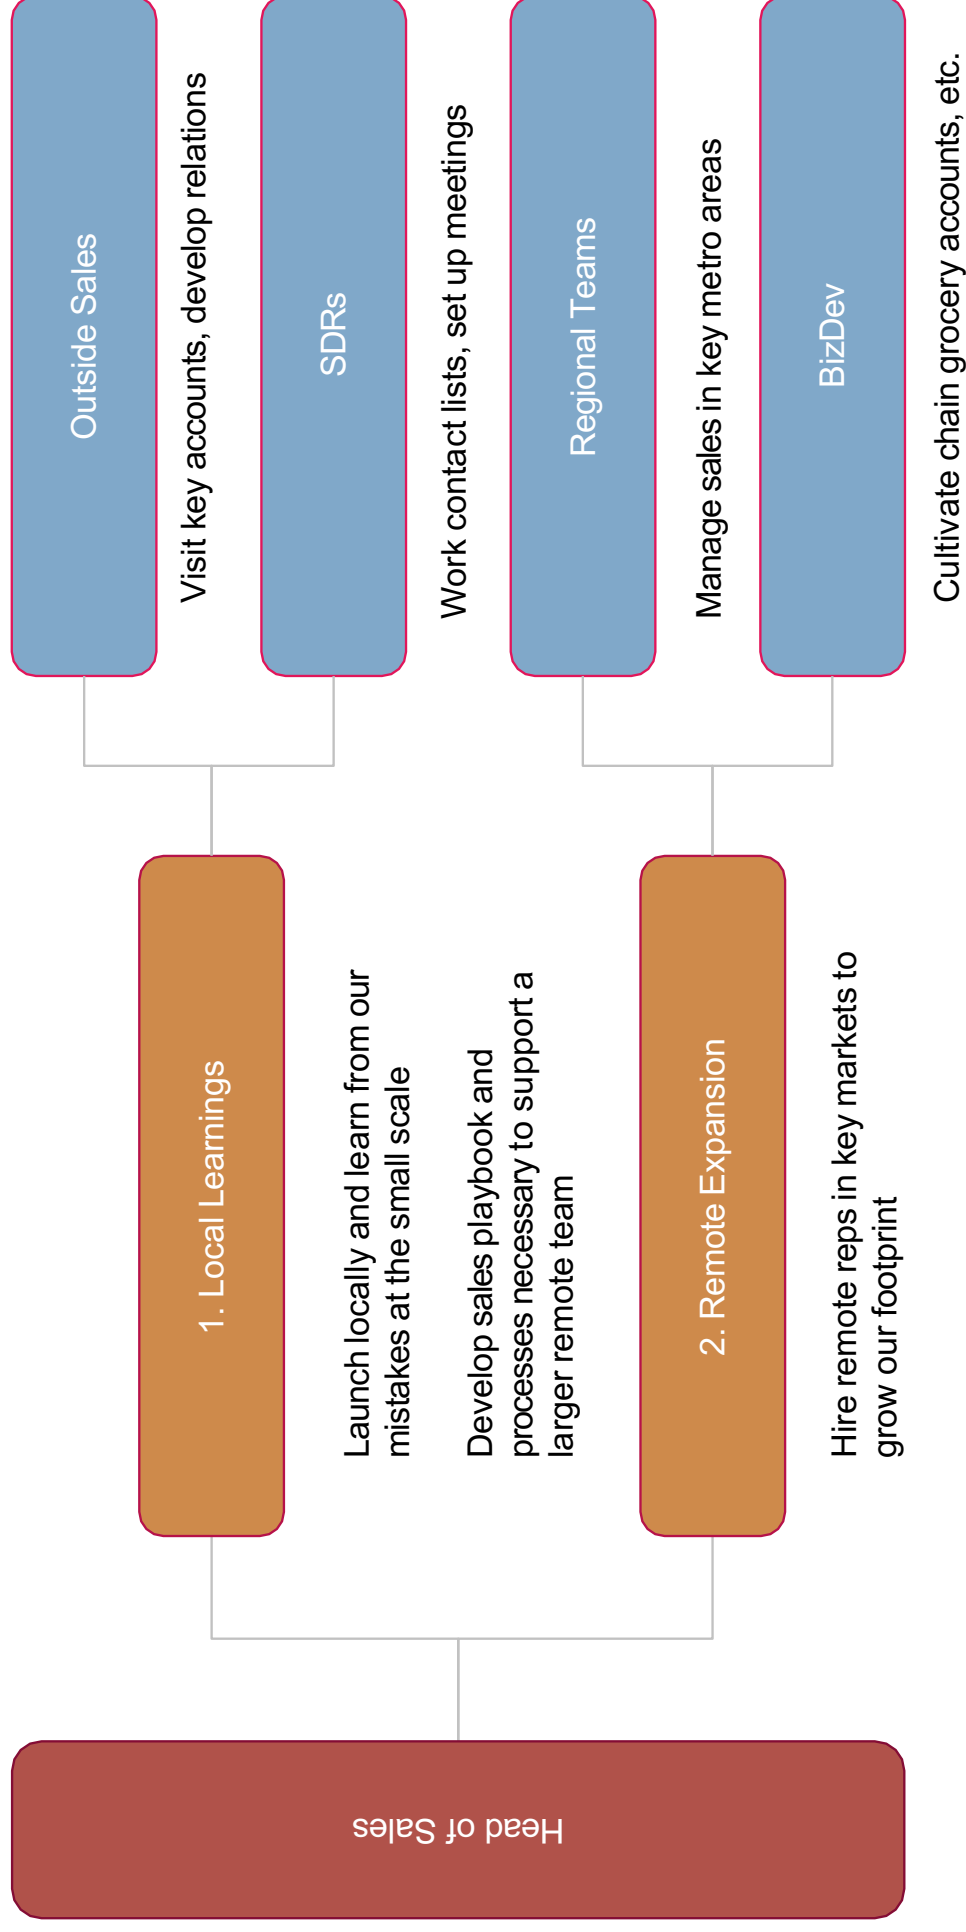 Head of Sales
1. Local Learnings
Launch locally and learn from our
mistakes at the small scale
Develop sales playbook and
processes necessary to support a
larger remote team
2. Remote Expansion
Hire remote reps in key markets to
grow our footprint
Outside Sales
Visit key accounts, develop relations
SDRs
Work contact lists, set up meetings
Regional Teams
Manage sales in key metro areas
BizDev
Cultivate chain grocery accounts, etc.